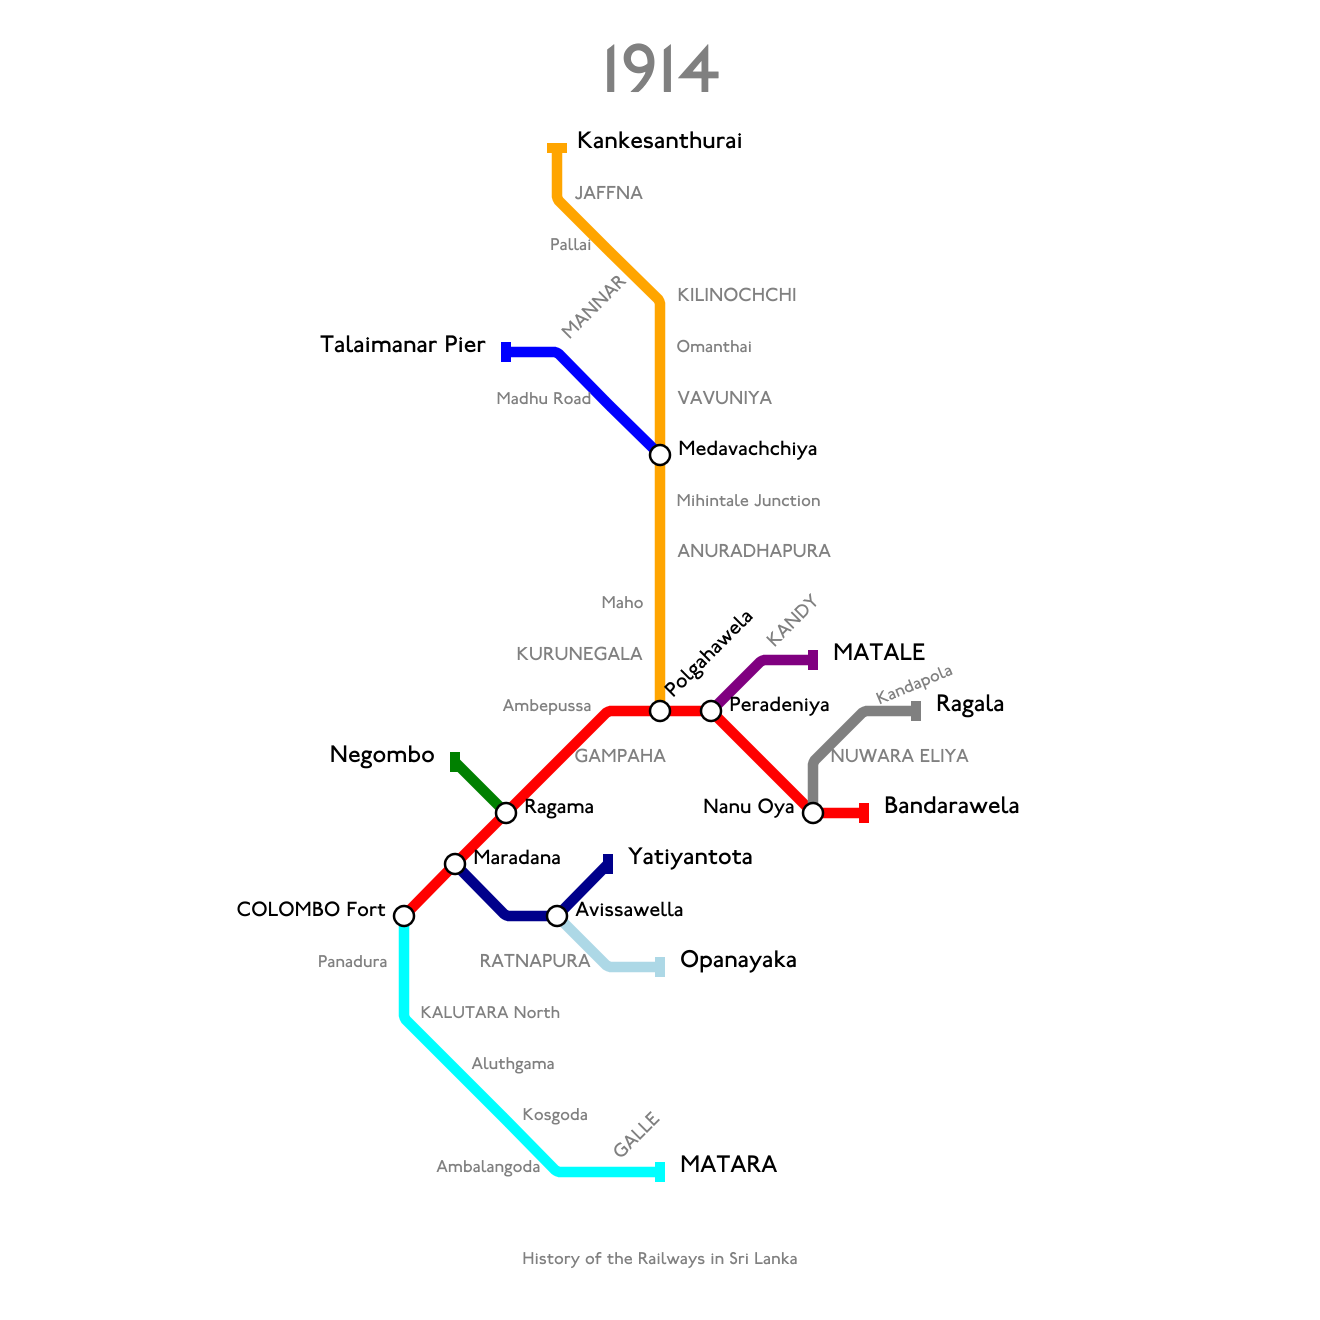 1914
Kankesanthurai
JAFFNA
Pallai
MANNAR
KILINOCHCHI
Talaimanar Pier
Omanthai
Madhu Road
VAVUNIYA
Medavachchiya
Mihintale Junction
ANURADHAPURA
Maho
KANDY
KURUNEGALA
Polgahawela
MATALE
Kandapola
Ambepussa
Peradeniya
Ragala
Negombo
GAMPAHA
NUWARA ELIYA
Ragama
Nanu Oya
Bandarawela
Maradana
Yatiyantota
COLOMBO Fort
Avissawella
Panadura
RATNAPURA
Opanayaka
KALUTARA North
Aluthgama
Kosgoda
GALLE
Ambalangoda
MATARA
History of the Railways in Sri Lanka